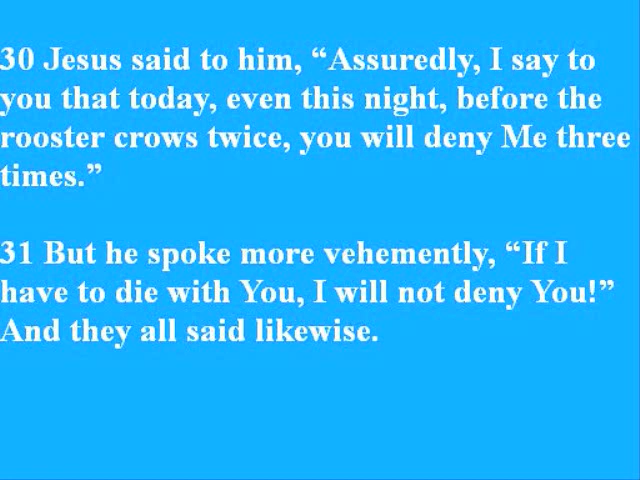 30 Jesus said to him, “Assuredly, I say to
you that today, even this night, before the
rooster crows twice, you will deny Me three
times.”
31 But he spoke more vehemently, “If I
have to die with You, I will not deny You!”
And they all said likewise.